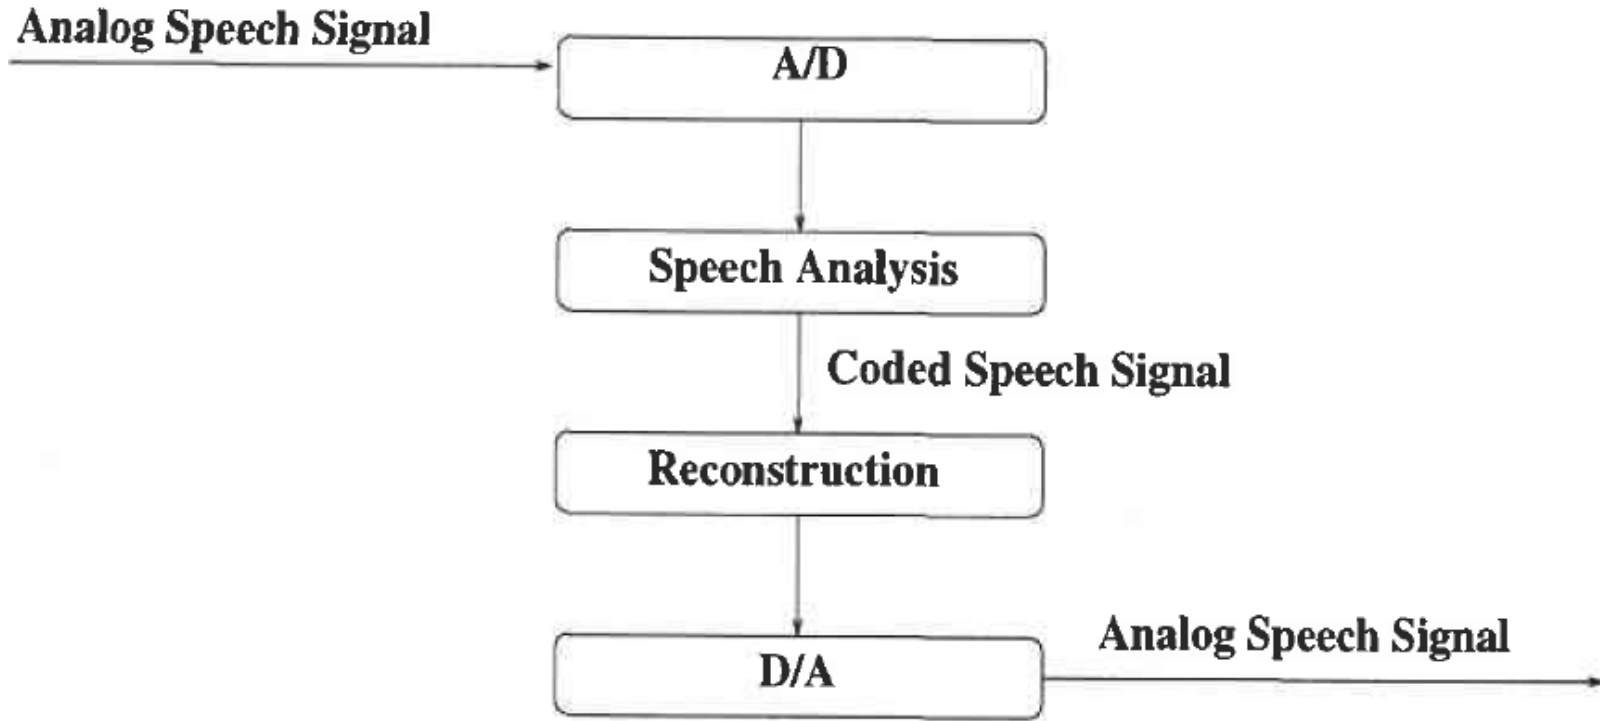 Analog Speech Signal
A/D
Speech Analysis
Coded Speech Signal
Reconstruction
D/A
Analog Speech Signal